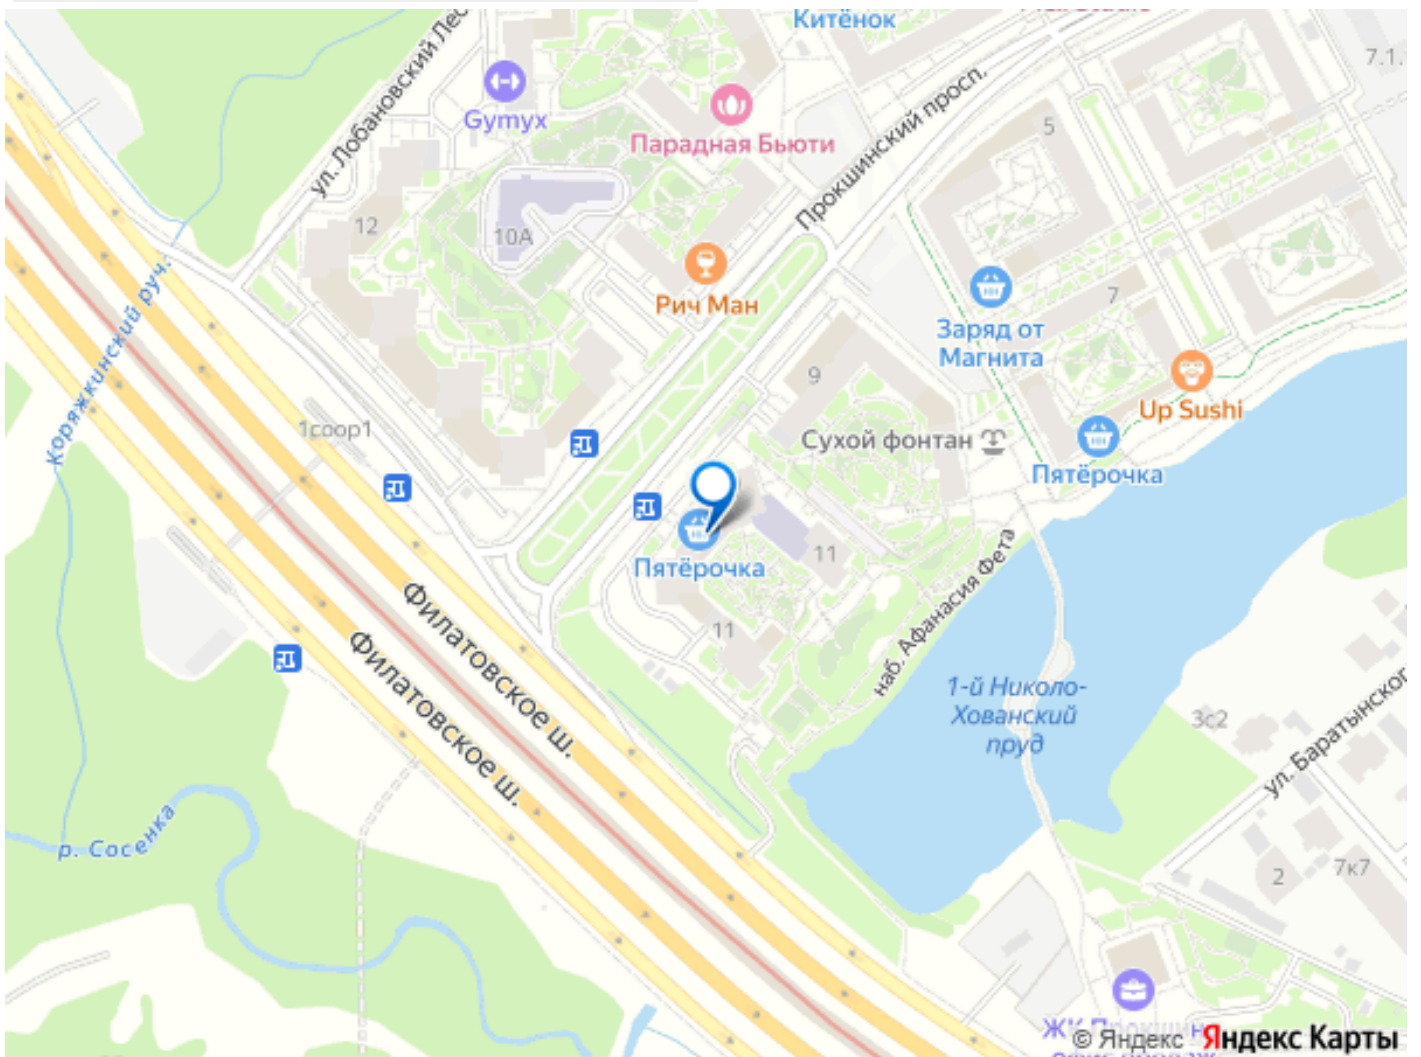 Китёнок
ул. Лобановский Лес
7.1.
Gymyx
Парадная Бьюти
Прокшинский просп.
5
12
10А
Рич Ман
Заряд от
Магнита
7
Коряжкинский руч.
9
Up Sushi
1соор1
Сухой фонтан
Пятёрочка
Пятёрочка
11
наб. Афанасия Фета
11
Филатовское ш.
Филатовское ш.
1-й Николо-
Хованский
пруд
3с2
ул. Баратынског
р. Сосенка
2
7к7
© Яндекс Яндекс Карты